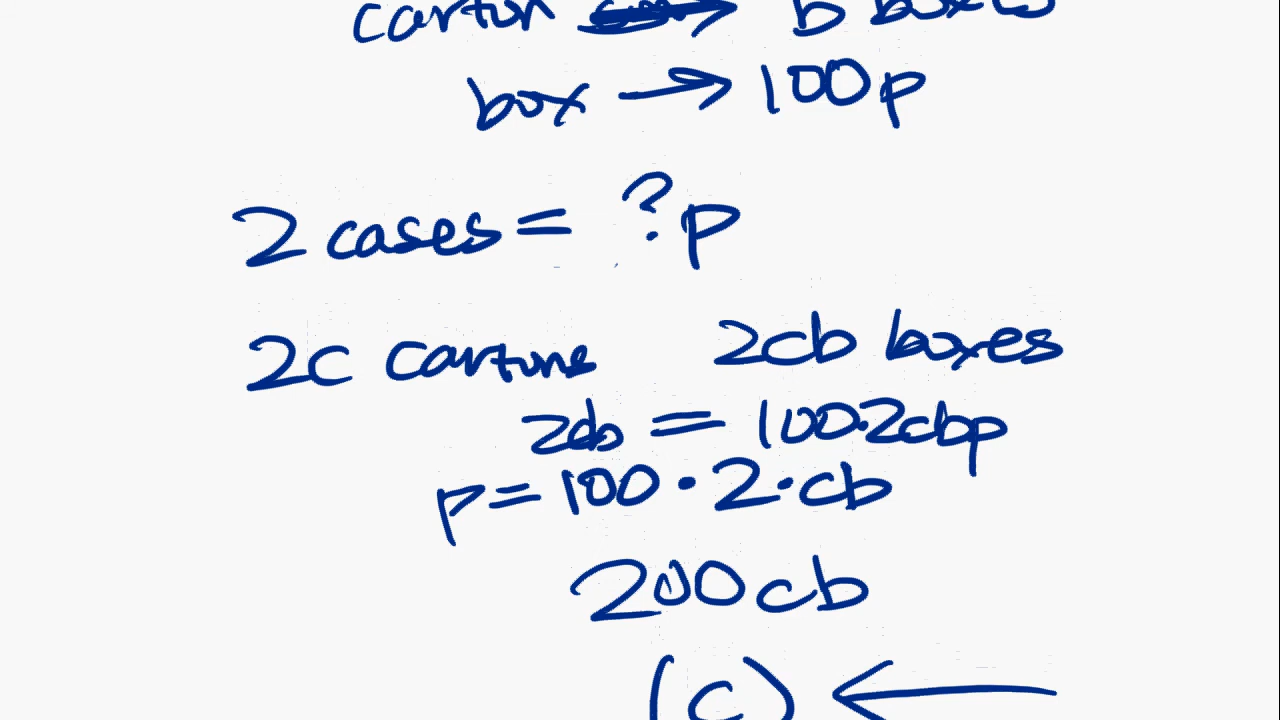 carton → b boxes
box → 100p
2 cases = ?p
2c cartons 2cb boxes
2cb = 100.2cbp
p = 100 · 2 · cb
200cb
(c) ←